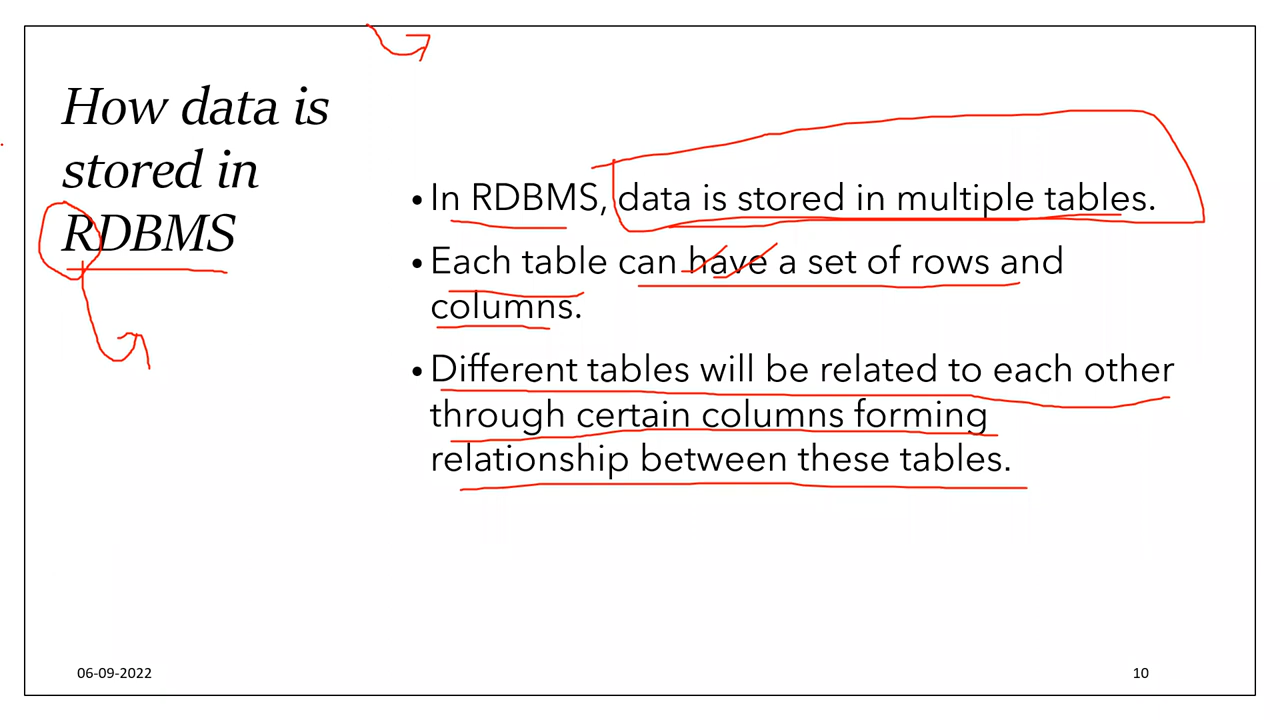 How data is
stored in
RDBMS
• In RDBMS, data is stored in multiple tables.
• Each table can have a set of rows and
columns.
• Different tables will be related to each other
through certain columns forming
relationship between these tables.
06-09-2022
10